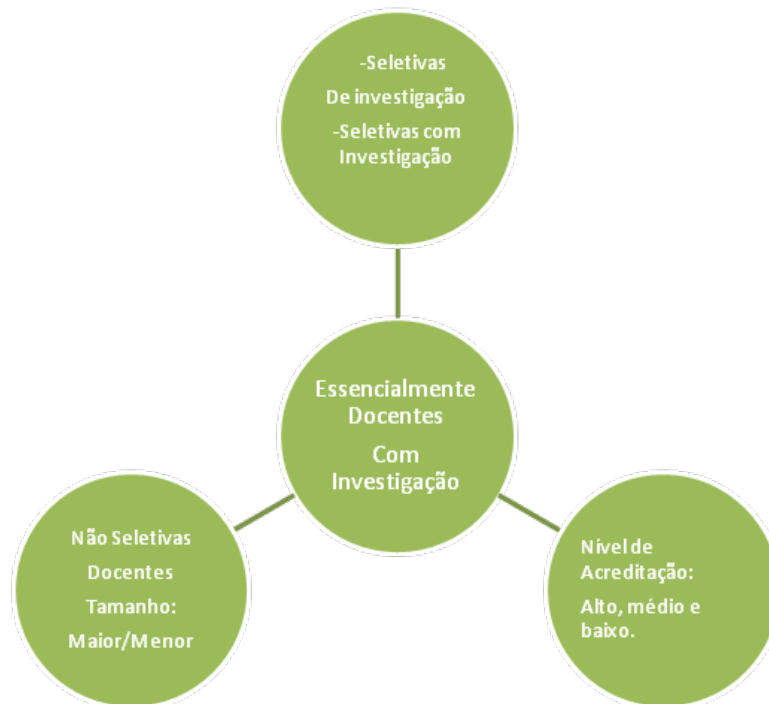 -Seletivas
De investigação
-Seletivas com
Investigação
Essencialmente
Docentes
Com
Investigação
Não Seletivas
Docentes
Tamanho:
Maior/Menor
Nível de
Acreditação:
Alto, médio e
baixo.